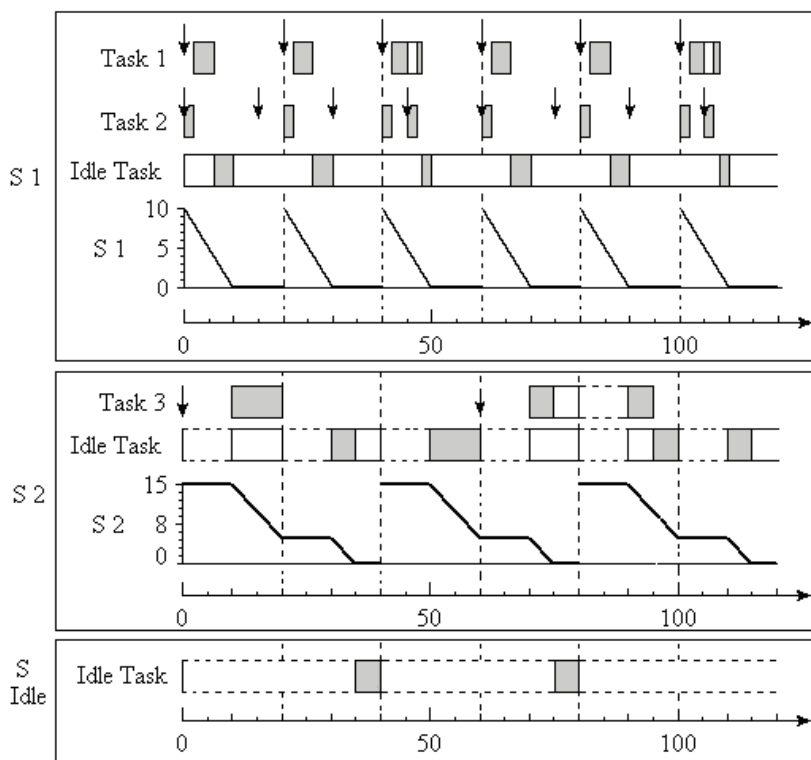 Task 1
Task 2
Idle Task
S 1
10
5
0
S 1
0 50 100
Task 3
Idle Task
S 2
15
8
0
S 2
0 50 100
S
Idle
Idle Task
0 50 100